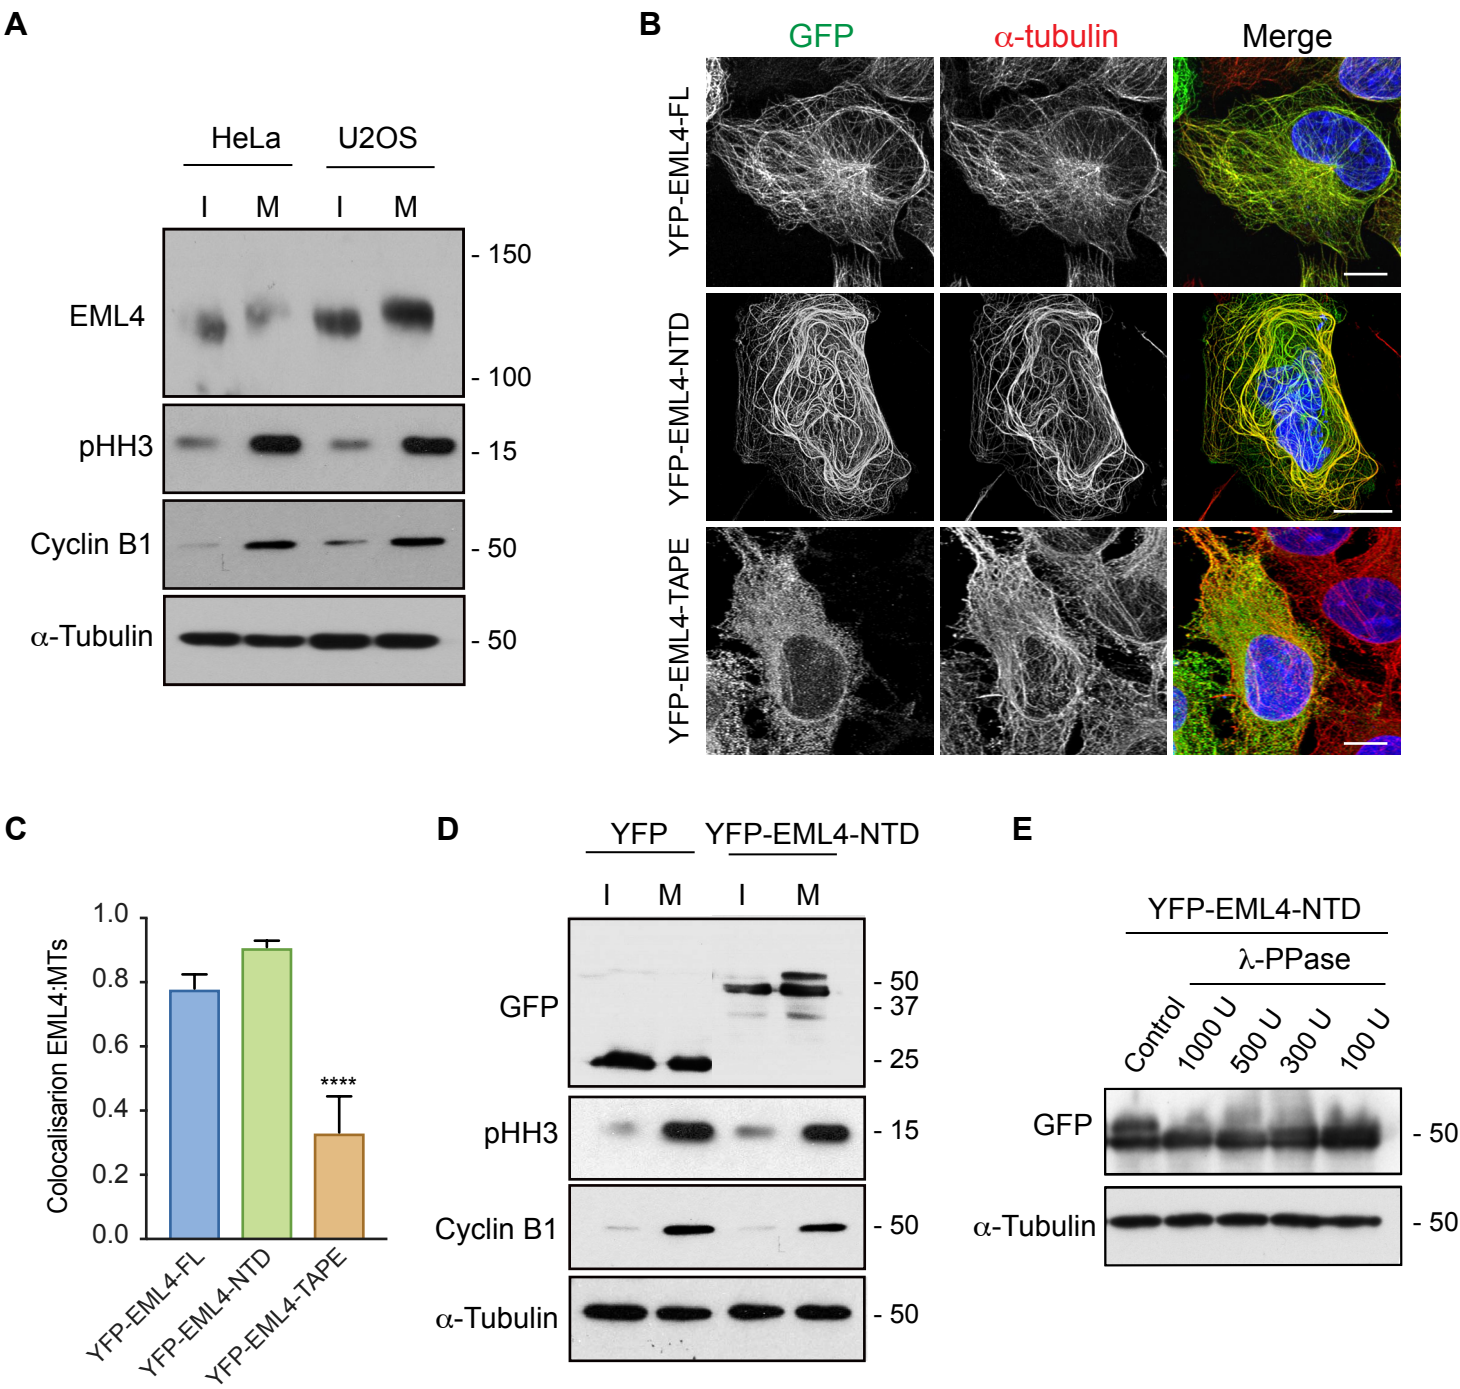 A
HeLa U2OS
I M I M
EML4
- 150
- 100
pHH3
- 15
Cyclin B1
- 50
α-Tubulin
- 50
B
GFP α-tubulin Merge
YFP-EML4-FL
YFP-EML4-NTD
YFP-EML4-TAPE
C
Colocalisarion EML4:MTs
1.0
0.8
0.6
0.4
0.2
0.0
****
YFP-EML4-FL
YFP-EML4-NTD
YFP-EML4-TAPE
D
YFP YFP-EML4-NTD
I M I M
GFP
- 50
- 37
- 25
pHH3
- 15
Cyclin B1
- 50
α-Tubulin
- 50
E
YFP-EML4-NTD
λ-PPase
Control
1000 U
500 U
300 U
100 U
GFP
- 50
α-Tubulin
- 50